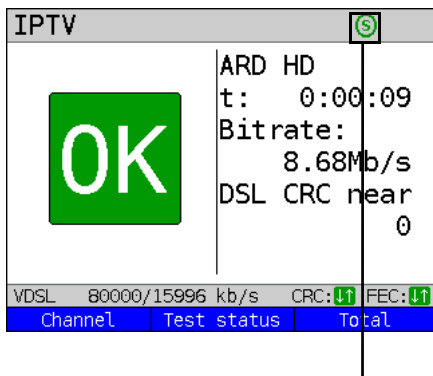 IPTV S
ARD HD
t: 0:00:09
Bitrate:
8.68Mb/s
DSL CRC near
0
OK
VDSL 80000/15996 kb/s CRC:↓↑ FEC:↓↑
Channel Test status Total